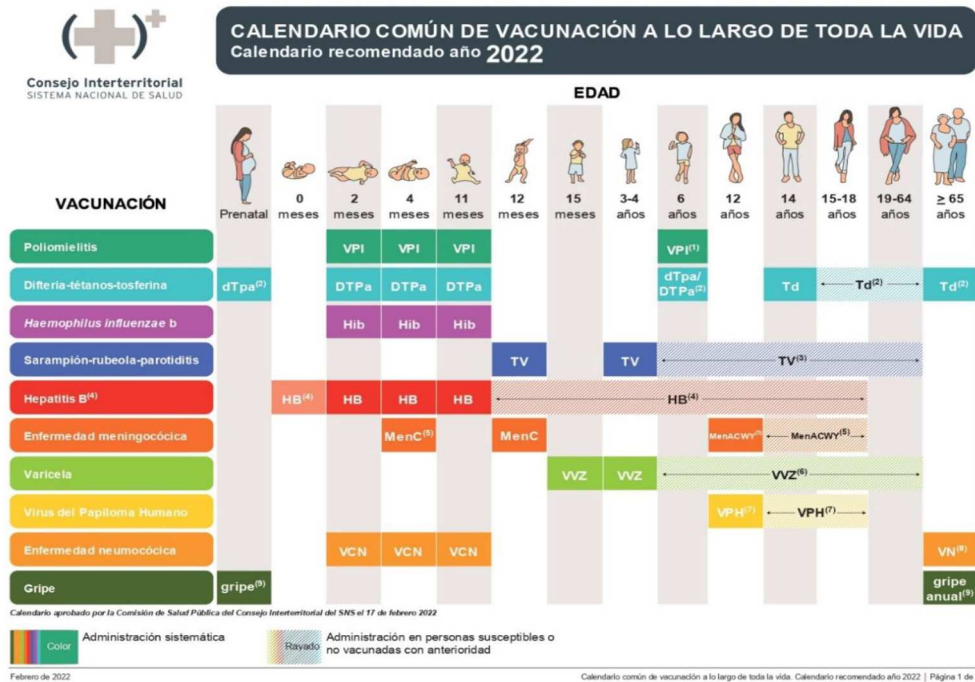 CALENDARIO COMÚN DE VACUNACIÓN A LO LARGO DE TODA LA VIDA
Calendario recomendado año 2022
Consejo Interterritorial
SISTEMA NACIONAL DE SALUD
EDAD
VACUNACIÓN
Prenatal
0 meses
2 meses
4 meses
11 meses
12 meses
15 meses
3-4 años
6 años
12 años
14 años
15-18 años
19-64 años
≥ 65 años
Poliomielitis VPI VPI VPI VPI(1)
Difteria-tétanos-tosferina dTpa(2) DTPa DTPa DTPa dTpa/ DTPa(2) Td Td(2) Td(2)
Haemophilus influenzae b Hib Hib Hib
Sarampión-rubeola-parotiditis TV TV TV(3)
Hepatitis B(4) HB(4) HB HB HB HB(4)
Enfermedad meningocócica MenC(5) MenC MenACWY(5) MenACWY(5)
Varicela VVZ VVZ VVZ(6)
Virus del Papiloma Humano VPH(7) VPH(7)
Enfermedad neumocócica VCN VCN VCN VN(8)
Gripe gripe(9) gripe anual(9)
Calendario aprobado por la Comisión de Salud Pública del Consejo Interterritorial del SNS el 17 de febrero 2022
Color Administración sistemática
Rayado Administración en personas susceptibles o
no vacunadas con anterioridad
Febrero de 2022
Calendario común de vacunación a lo largo de toda la vida. Calendario recomendado año 2022 | Página 1 de